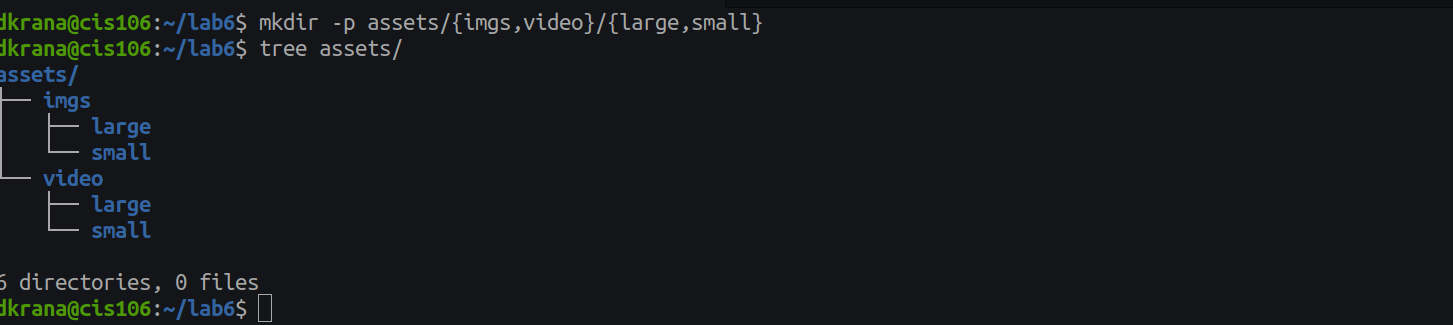 dkrana@cis106:~/lab6$ mkdir -p assets/{imgs,video}/{large,small}
dkrana@cis106:~/lab6$ tree assets/
assets/
├── imgs
│   ├── large
│   └── small
└── video
    ├── large
    └── small

6 directories, 0 files
dkrana@cis106:~/lab6$